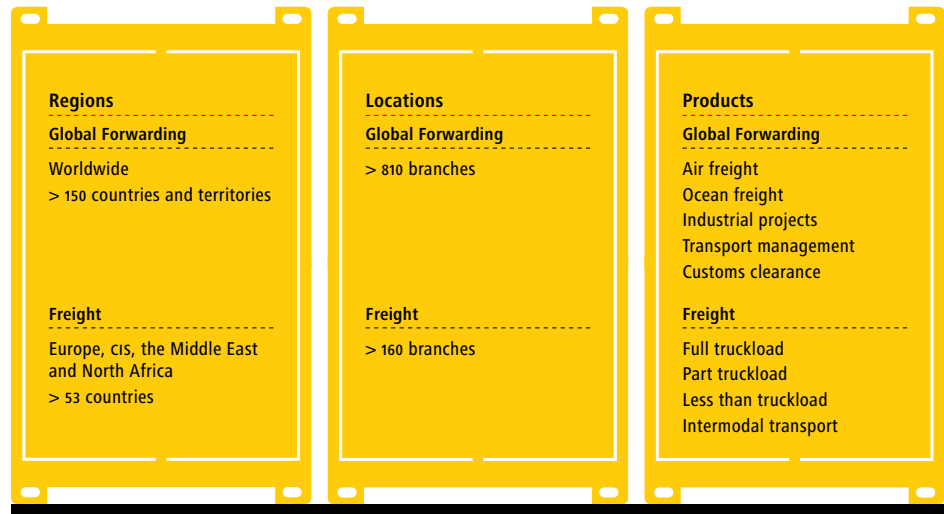 Regions
Global Forwarding
Worldwide
> 150 countries and territories
Freight
Europe, CIS, the Middle East
and North Africa
> 53 countries
Locations
Global Forwarding
> 810 branches
Freight
> 160 branches
Products
Global Forwarding
Air freight
Ocean freight
Industrial projects
Transport management
Customs clearance
Freight
Full truckload
Part truckload
Less than truckload
Intermodal transport